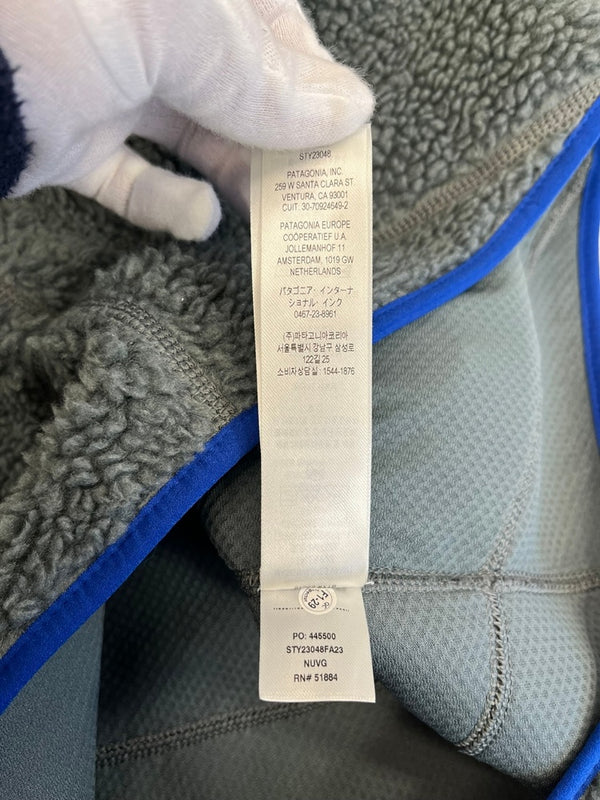 STY23048
PATAGONIA, INC.
259 W SANTA CLARA ST.
VENTURA, CA 93001
CUIT: 30-70924649-2
PATAGONIA EUROPE
COÖPERATIEF U.A.
JOLLEMANHOF 11
AMSTERDAM, 1019 GW
NETHERLANDS
パタゴニア・インターナ
ショナル・インク
0467-23-8961
(주)파타고니아코리아
서울특별시 강남구 삼성로
122길 25
소비자상담실 : 1544-1876
F1-29
PO: 445500
STY23048FA23
NUVG
RN# 51884